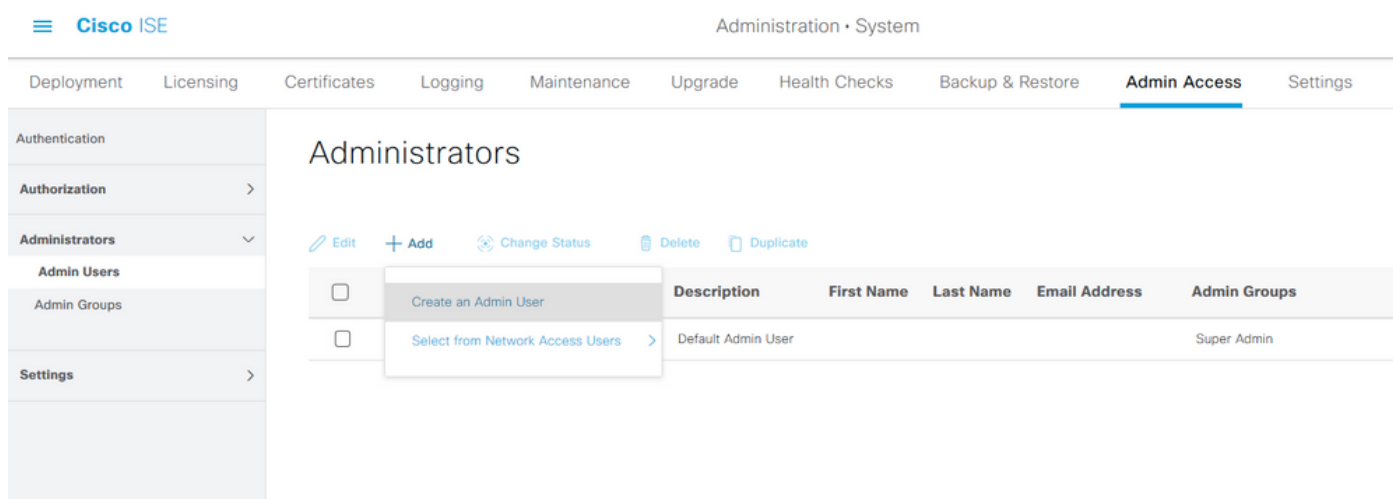 Cisco ISE Administration · System
Deployment Licensing Certificates Logging Maintenance Upgrade Health Checks Backup & Restore Admin Access Settings
Authentication
Authorization
Administrators
Admin Users
Admin Groups
Settings
Administrators
Edit Add Change Status Delete Duplicate
Description First Name Last Name Email Address Admin Groups
Create an Admin User
Select from Network Access Users
Default Admin User Super Admin